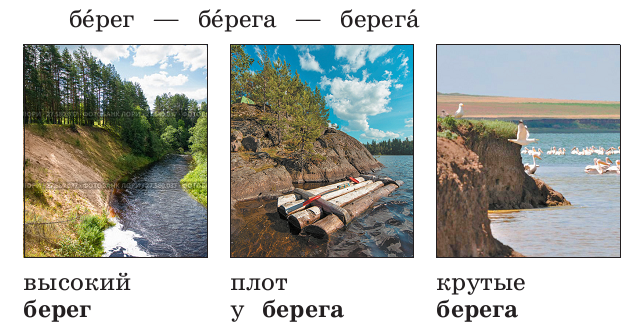 бе́рег — бе́рега — берега́
высокий
берег
плот
у берега
крутые
берега